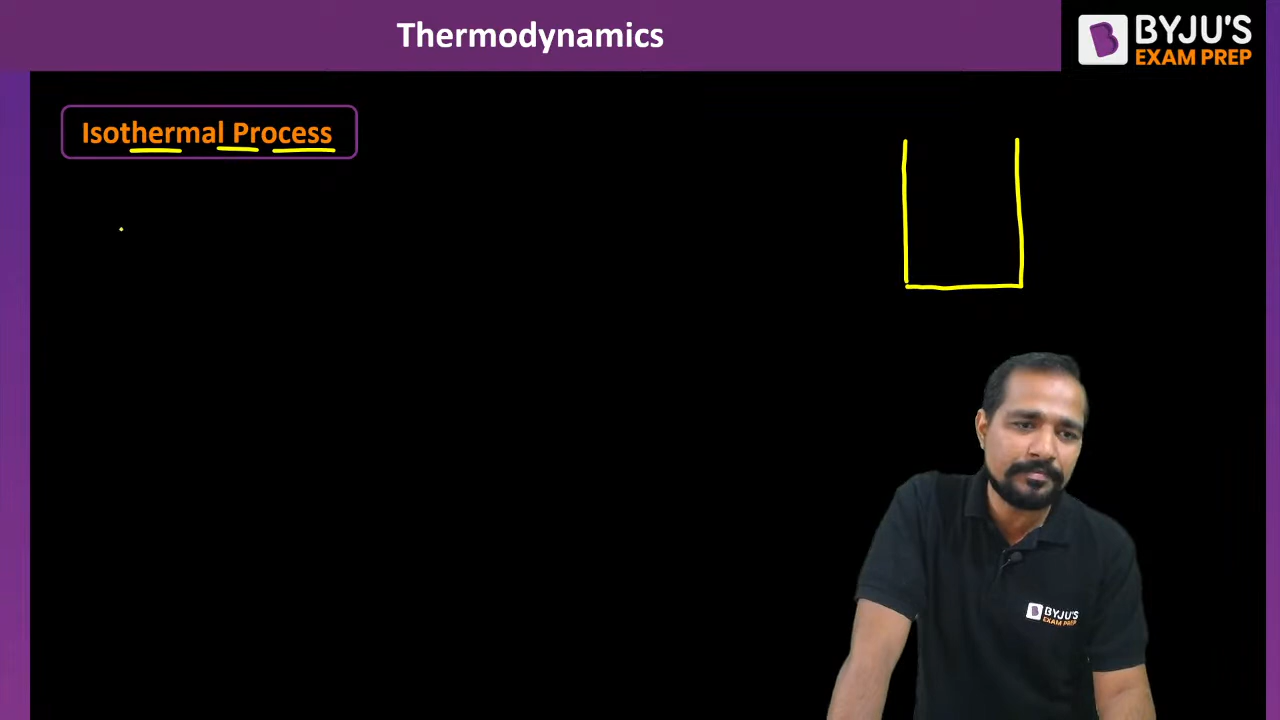 Thermodynamics
BYJU'S
EXAM PREP
Isothermal Process
BYJU'S
EXAM PREP